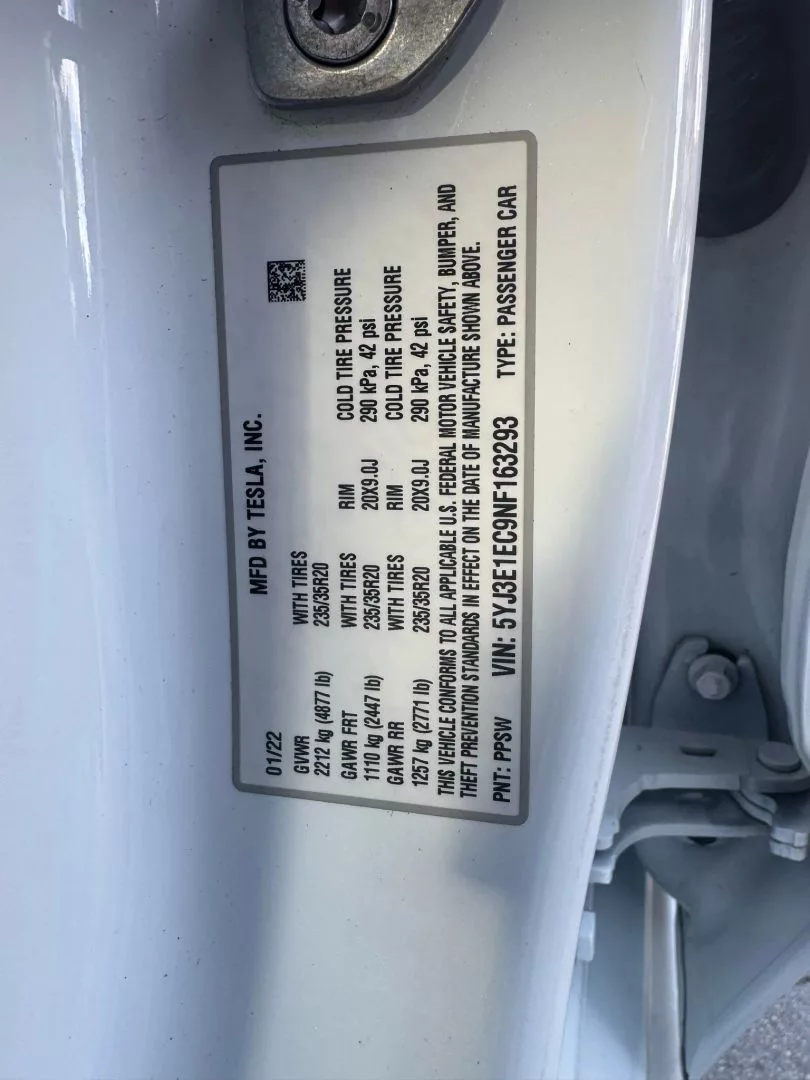 MFD BY TESLA, INC.
01/22
GVWR WITH TIRES
2212 kg (4877 lb) 235/35R20
GAWR FRT WITH TIRES RIM COLD TIRE PRESSURE
1110 kg (2447 lb) 235/35R20 20X9.0J 290 kPa, 42 psi
GAWR RR WITH TIRES RIM COLD TIRE PRESSURE
1257 kg (2771 lb) 235/35R20 20X9.0J 290 kPa, 42 psi
THIS VEHICLE CONFORMS TO ALL APPLICABLE U.S. FEDERAL MOTOR VEHICLE SAFETY, BUMPER, AND
THEFT PREVENTION STANDARDS IN EFFECT ON THE DATE OF MANUFACTURE SHOWN ABOVE.
PNT: PPSW VIN: 5YJ3E1EC9NF163293 TYPE: PASSENGER CAR